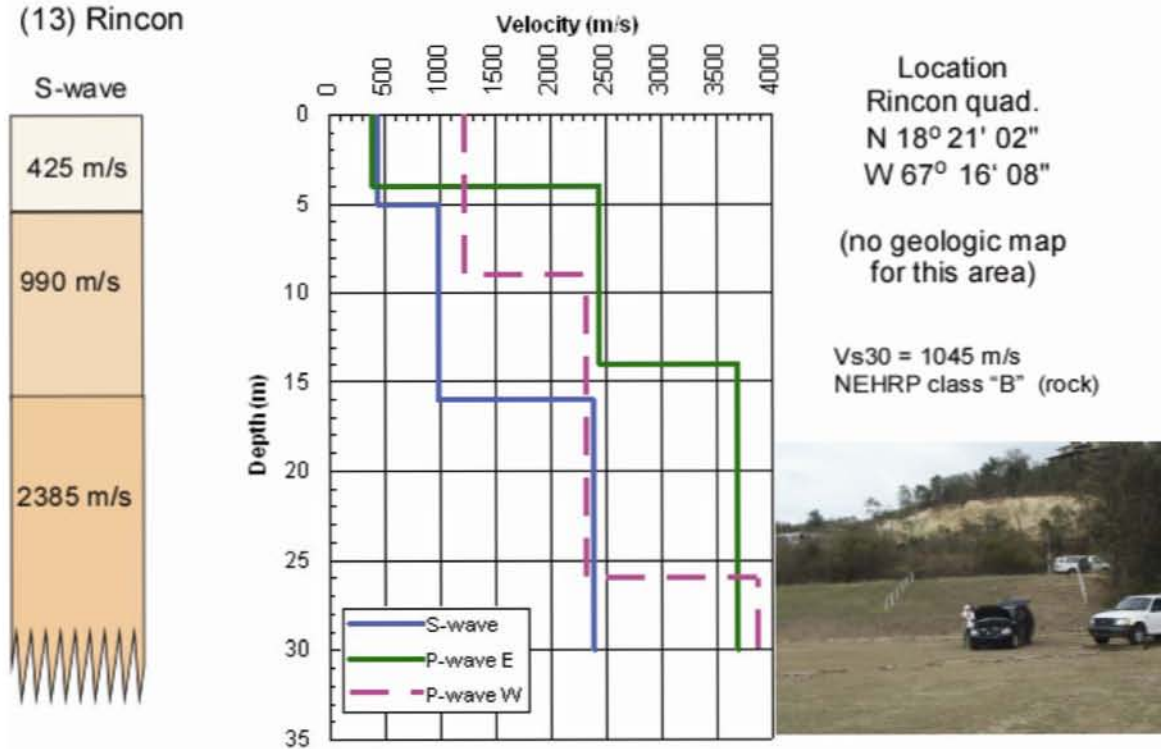 (13) Rincon
S-wave
425 m/s
990 m/s
2385 m/s
Velocity (m/s)
0
500
1000
1500
2000
2500
3000
3500
4000
Depth (m)
0
5
10
15
20
25
30
35
S-wave
P-wave E
P-wave W
Location
Rincon quad.
N 18º 21' 02"
W 67º 16' 08"
(no geologic map
for this area)
Vs30 = 1045 m/s
NEHRP class “B” (rock)